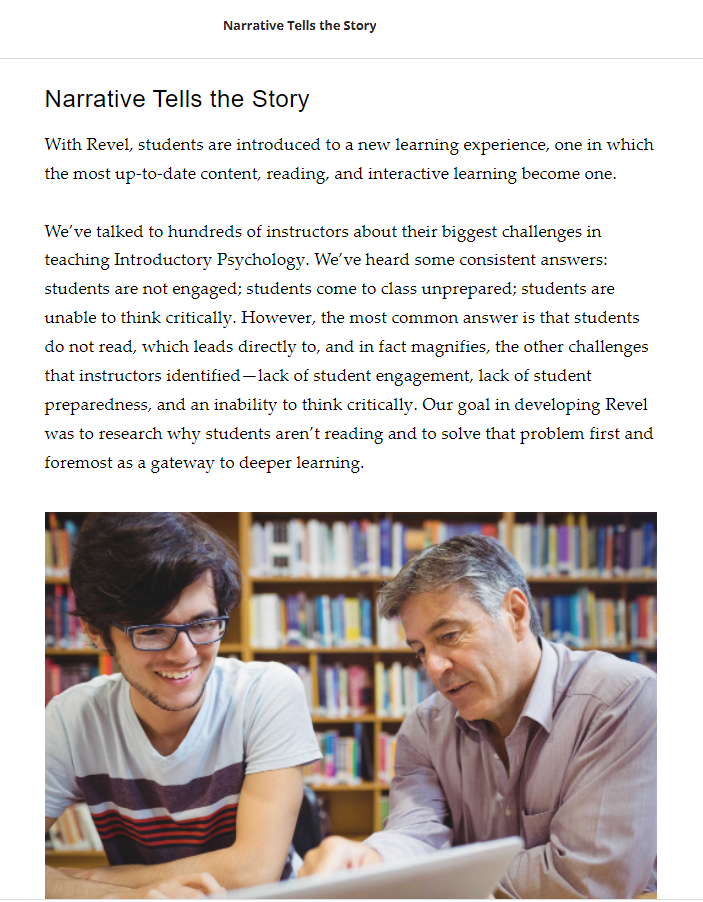 Narrative Tells the Story
Narrative Tells the Story
With Revel, students are introduced to a new learning experience, one in which
the most up-to-date content, reading, and interactive learning become one.
We’ve talked to hundreds of instructors about their biggest challenges in
teaching Introductory Psychology. We’ve heard some consistent answers:
students are not engaged; students come to class unprepared; students are
unable to think critically. However, the most common answer is that students
do not read, which leads directly to, and in fact magnifies, the other challenges
that instructors identified—lack of student engagement, lack of student
preparedness, and an inability to think critically. Our goal in developing Revel
was to research why students aren’t reading and to solve that problem first and
foremost as a gateway to deeper learning.